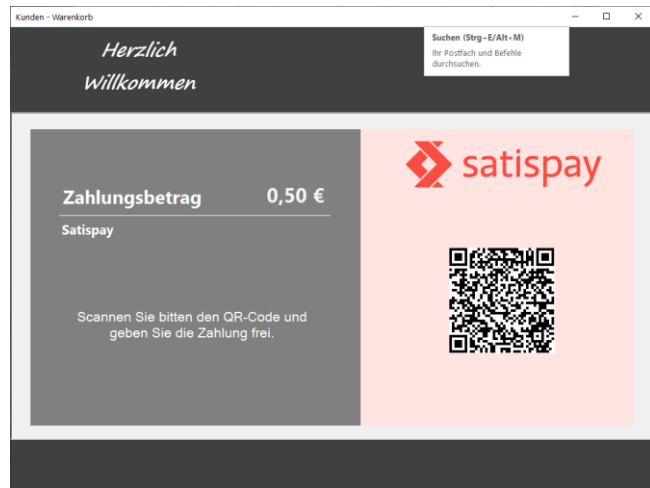 Kunden - Warenkorb
Herzlich
Willkommen
Suchen (Strg+E/Alt+M)
Ihr Postfach und Befehle
durchsuchen.
Zahlungsbetrag 0,50 €
Satispay
Scannen Sie bitten den QR-Code und
geben Sie die Zahlung frei.
satispay